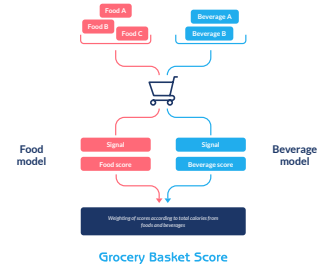 Food A
Beverage A
Food B
Food C
Beverage B
Signal
Signal
Food
model
Beverage
model
Food score
Beverage score
Weighting of scores according to total calories from
foods and beverages
Grocery Basket Score